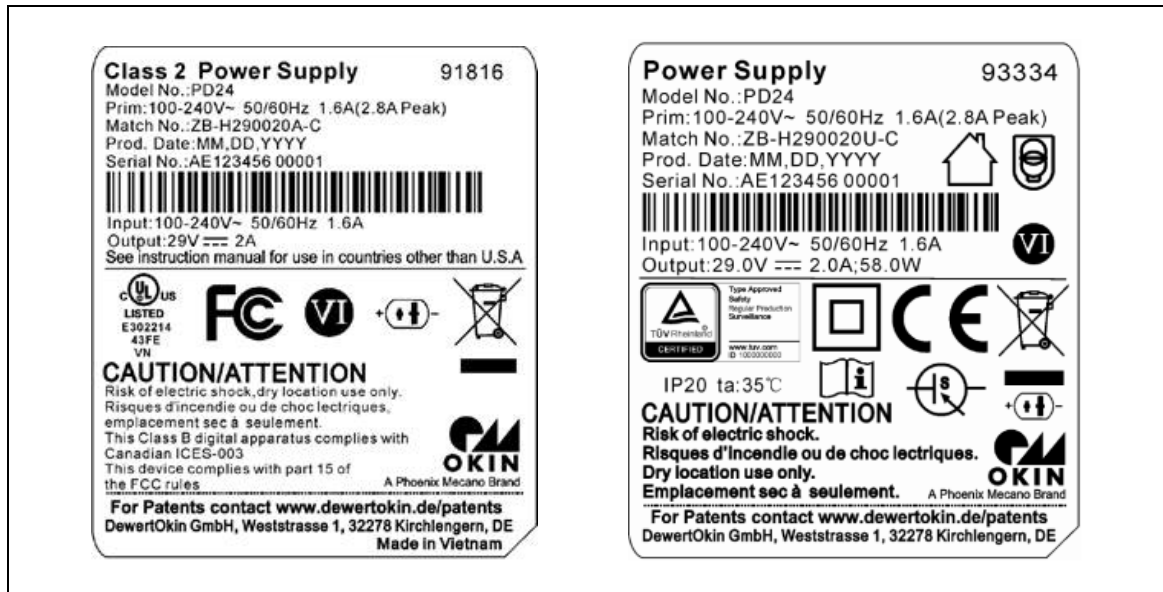 Class 2 Power Supply 91816
Model No.:PD24
Prim:100-240V~ 50/60Hz 1.6A(2.8A Peak)
Match No.:ZB-H290020A-C
Prod. Date:MM,DD,YYYY
Serial No.:AE123456 00001
Input:100-240V~ 50/60Hz 1.6A
Output:29V ⎓ 2A
See instruction manual for use in countries other than U.S.A
c UL US
LISTED
E302214
43FE
VN
FC
VI
+ -
CAUTION/ATTENTION
Risk of electric shock,dry location use only.
Risques d'incendie ou de choc lectriques,
emplacement sec à seulement.
This Class B digital apparatus complies with
Canadian ICES-003
This device complies with part 15 of
the FCC rules
OKIN
A Phoenix Mecano Brand
For Patents contact www.dewertokin.de/patents
DewertOkin GmbH, Weststrasse 1, 32278 Kirchlengern, DE
Made in Vietnam
Power Supply 93334
Model No.:PD24
Prim:100-240V~ 50/60Hz 1.6A(2.8A Peak)
Match No.:ZB-H290020U-C
Prod. Date:MM,DD,YYYY
Serial No.:AE123456 00001
Input:100-240V~ 50/60Hz 1.6A
Output:29.0V ⎓ 2.0A;58.0W
VI
TÜVRheinland
CERTIFIED
Type Approved
Safety
Regular Production
Surveillance
www.tuv.com
ID 1000000000
CE
IP20 ta:35℃
i
S
+ -
CAUTION/ATTENTION
Risk of electric shock.
Risques d'Incendie ou de choc lectriques.
Dry location use only.
Emplacement sec à seulement.
OKIN
A Phoenix Mecano Brand
For Patents contact www.dewertokin.de/patents
DewertOkin GmbH, Weststrasse 1, 32278 Kirchlengern, DE